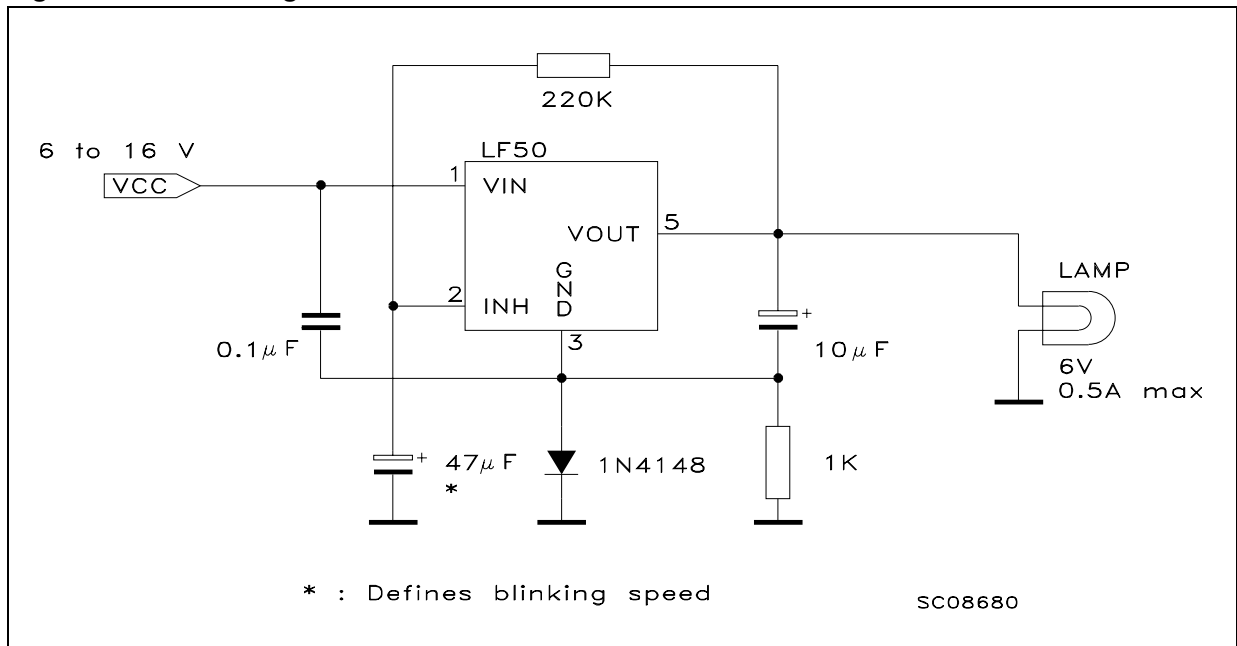 220K
6 to 16 V
LF50
VCC
1
VIN
5
VOUT
GND
2
INH
3
LAMP
0.1μF
+
10μF
6V
0.5A max
+
47μF
*
1N4148
1K
* : Defines blinking speed
SC08680